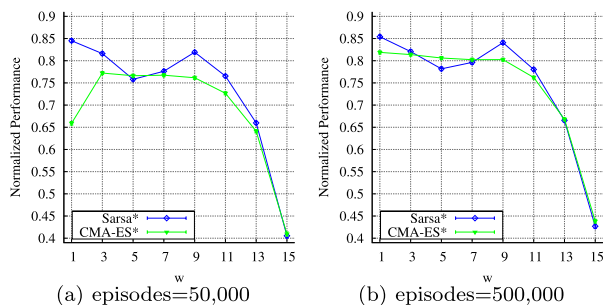 0.9
0.85
0.8
0.75
0.7
0.65
0.6
0.55
0.5
0.45
0.4
Normalized Performance
Sarsa*
CMA-ES*
1 3 5 7 9 11 13 15
w
(a) episodes=50,000
0.9
0.85
0.8
0.75
0.7
0.65
0.6
0.55
0.5
0.45
0.4
Normalized Performance
Sarsa*
CMA-ES*
1 3 5 7 9 11 13 15
w
(b) episodes=500,000